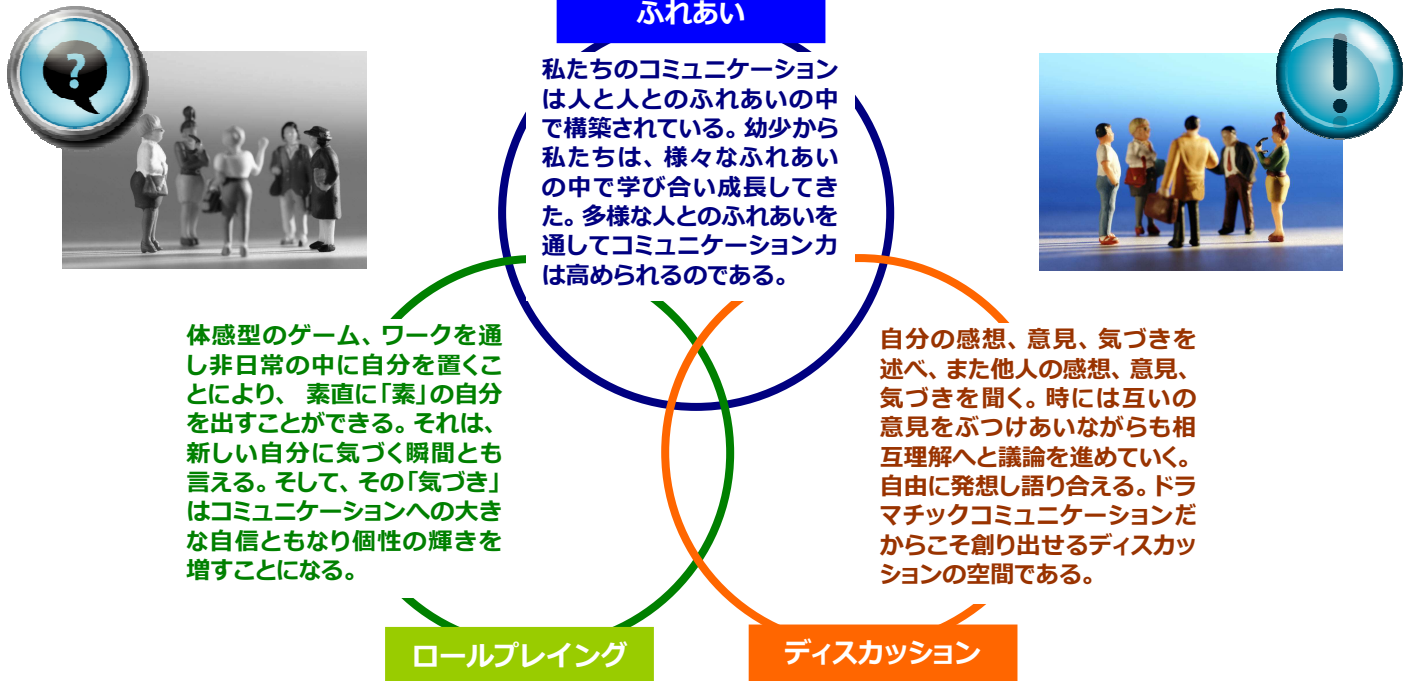 ふれあい
私たちのコミュニケーション
は人と人とのふれあいの中
で構築されている。幼少から
私たちは、様々なふれあい
の中で学び合い成長してき
た。多様な人とのふれあいを
通してコミュニケーション力
は高められるのである。
体感型のゲーム、ワークを通
し非日常の中に自分を置くこ
とにより、 素直に「素」の自分
を出すことができる。それは、
新しい自分に気づく瞬間とも
言える。そして、その「気づき」
はコミュニケーションへの大き
な自信ともなり個性の輝きを
増すことになる。
自分の感想、意見、気づきを
述べ、また他人の感想、意見、
気づきを聞く。時には互いの
意見をぶつけあいながらも相
互理解へと議論を進めていく。
自由に発想し語り合える。ドラ
マチックコミュニケーションだ
からこそ創り出せるディスカッ
ションの空間である。
ロールプレイング
ディスカッション
?
!